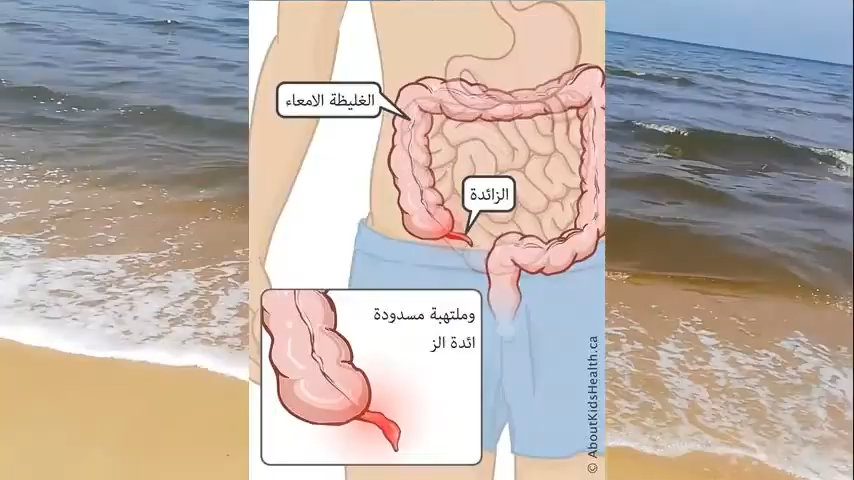 الغليظة الامعاء
الزائدة
وملتهبة مسدودة
ائدة الز
© AboutKidsHealth.ca